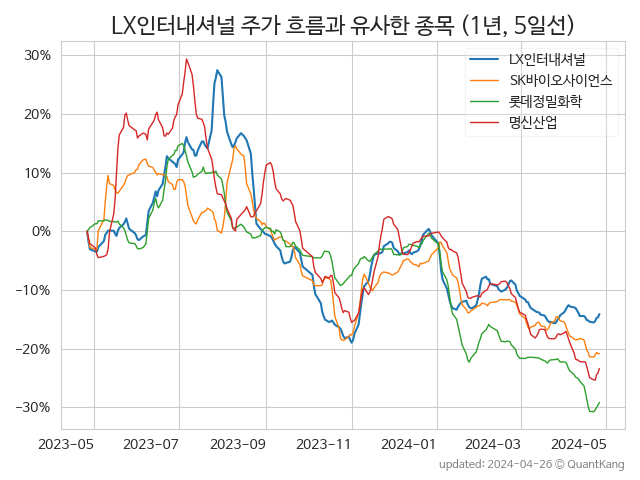 LX인터내셔널 주가 흐름과 유사한 종목 (1년, 5일선)
LX인터내셔널
SK바이오사이언스
롯데정밀화학
명신산업
30%
20%
10%
0%
−10%
−20%
−30%
2023-05 2023-07 2023-09 2023-11 2024-01 2024-03 2024-05
updated: 2024-04-26 © QuantKang